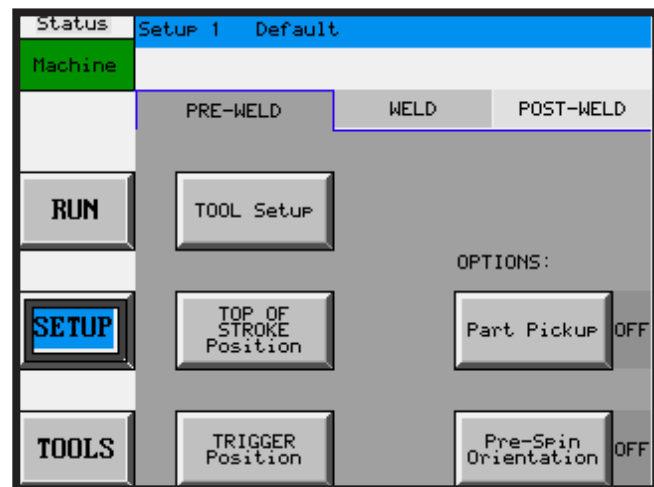 Status
Setup 1 Default
Machine
PRE-WELD WELD POST-WELD
RUN
TOOL Setup
OPTIONS:
SETUP
TOP OF
STROKE
Position
Part Pickup OFF
TOOLS
TRIGGER
Position
Pre-Spin
Orientation OFF